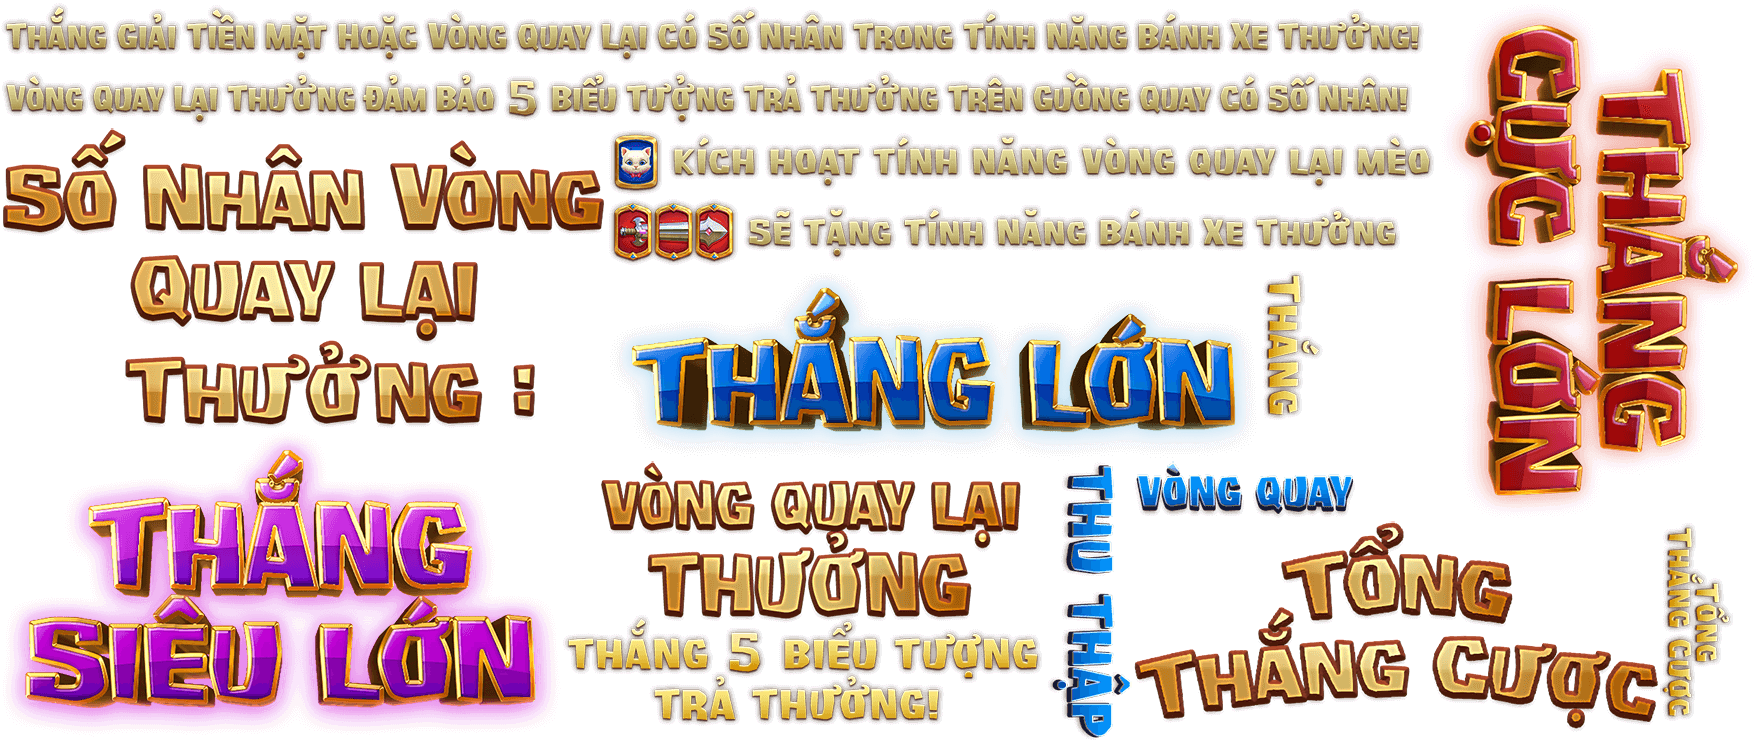 Thắng Giải Tiền Mặt Hoặc Vòng Quay Lại Có Số Nhân Trong Tính Năng Bánh Xe Thưởng!
Vòng Quay Lại Thưởng Đảm Bảo 5 Biểu Tượng Trả Thưởng Trên Guồng Quay Có Số Nhân!
KÍCH HOẠT TÍNH NĂNG VÒNG QUAY LẠI MÈO
Sẽ Tặng Tính Năng Bánh Xe Thưởng
Số Nhân Vòng
Quay Lại
Thưởng :
THẮNG
CỰC LỚN
THẮNG LỚN
THẮNG
THẮNG
SIÊU LỚN
VÒNG QUAY LẠI
THƯỞNG
THẮNG 5 BIỂU TƯỢNG
TRẢ THƯỞNG!
THU THẬP
VÒNG QUAY
TỔNG
THẮNG CƯỢC
TỔNG
THẮNG CƯỢC